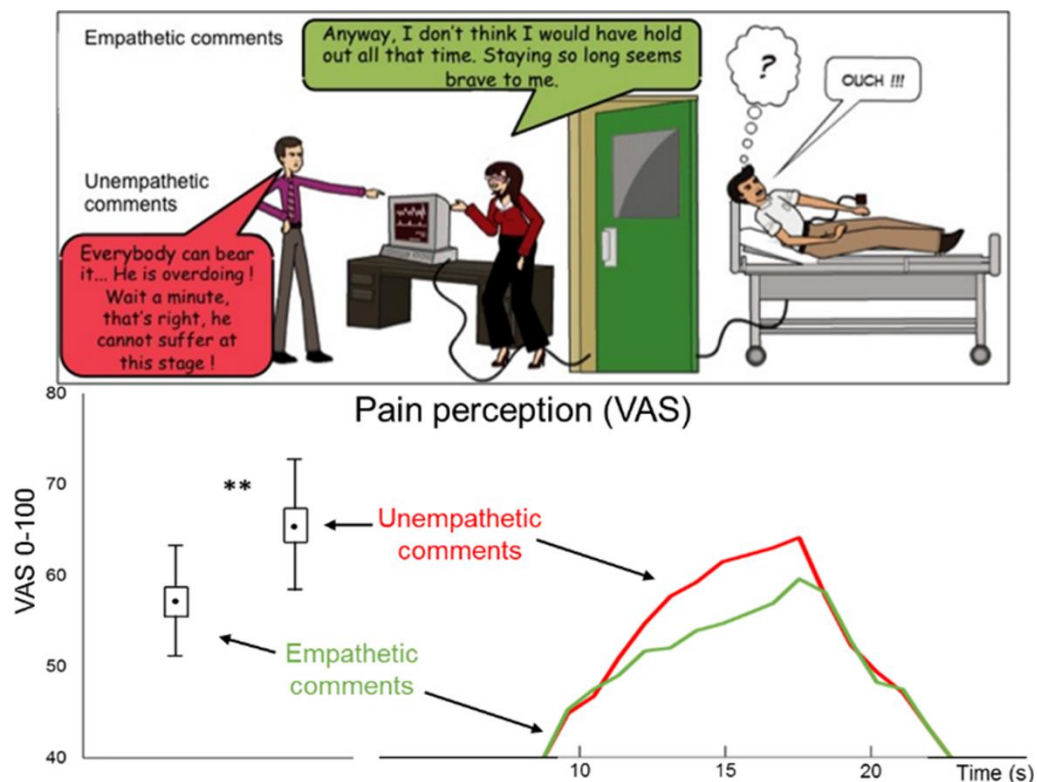 Empathetic comments
Anyway, I don't think I would have hold
out all that time. Staying so long seems
brave to me.
?
OUCH !!!
Unempathetic
comments
Everybody can bear
it... He is overdoing !
Wait a minute,
that's right, he
cannot suffer at
this stage !
Pain perception (VAS)
VAS 0-100
80
70
60
50
40
**
Unempathetic
comments
Empathetic
comments
10
15
20
Time (s)